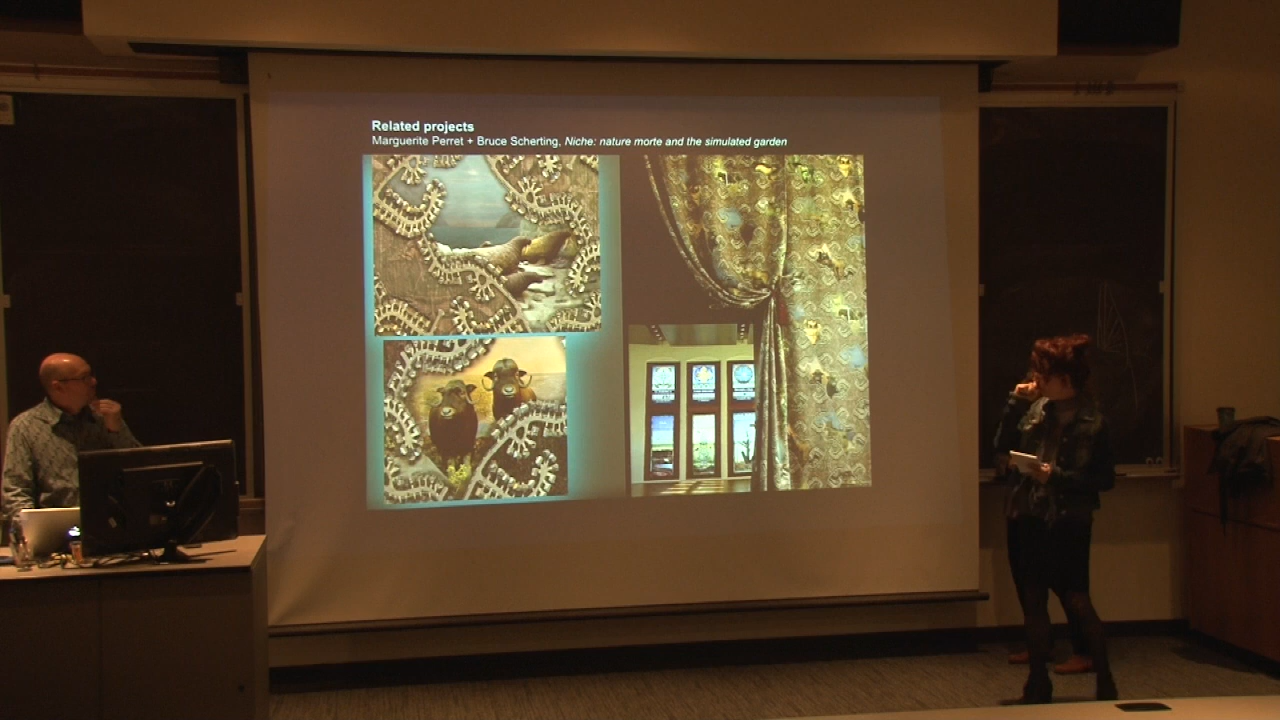 Related projects
Marguerite Perret + Bruce Scherting, Niche: nature morte and the simulated garden